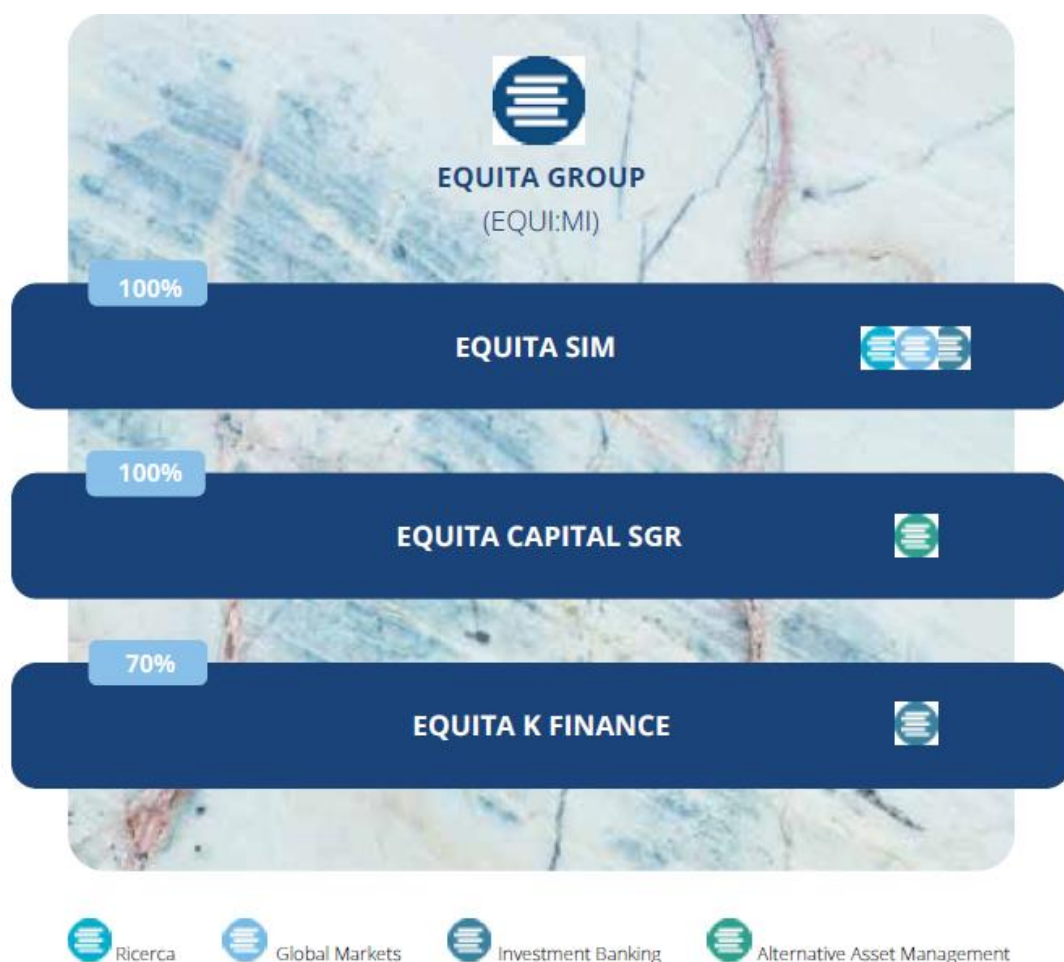 EQUITA GROUP
(EQUI:MI)
100%
EQUITA SIM
100%
EQUITA CAPITAL SGR
70%
EQUITA K FINANCE
Ricerca
Global Markets
Investment Banking
Alternative Asset Management